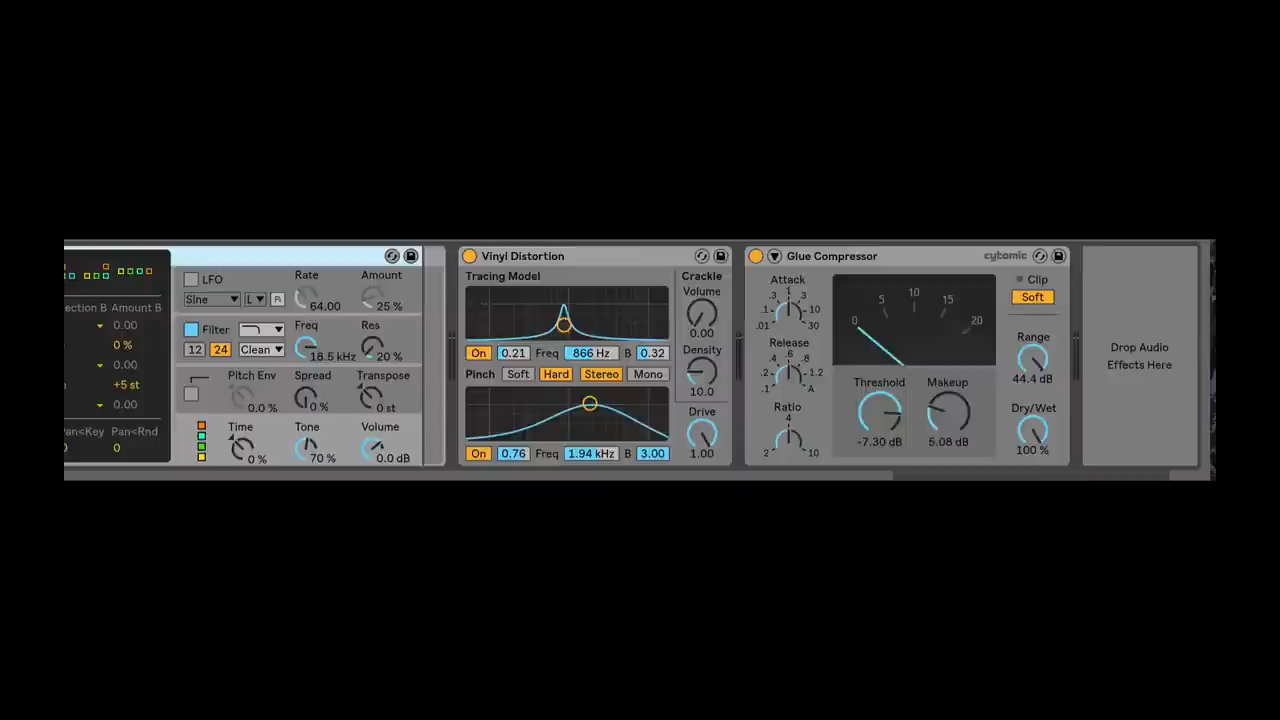 ection B Amount B
0.00
0 %
0.00
+5 st
0.00
Pan<Key Pan<Rnd
0 0
LFO
Sine L R
Rate
64.00
Amount
25 %
Filter
12 24 Clean
Freq
18.5 kHz
Res
20 %
Pitch Env
0.0 %
Spread
0 %
Transpose
0 st
Time
0 %
Tone
70 %
Volume
0.0 dB
Vinyl Distortion
Tracing Model
On 0.21 Freq 866 Hz B 0.32
Pinch Soft Hard Stereo Mono
On 0.76 Freq 1.94 kHz B 3.00
Crackle
Volume
0.00
Density
10.0
Drive
1.00
Glue Compressor cytomic
Attack
.3 1 3
.1 10
.01 30
Release
.4 .6 .8
.2 1.2
.1 A
Ratio
4
2 10
0 5 10 15 20
Threshold
-7.30 dB
Makeup
5.08 dB
Clip
Soft
Range
44.4 dB
Dry/Wet
100 %
Drop Audio
Effects Here